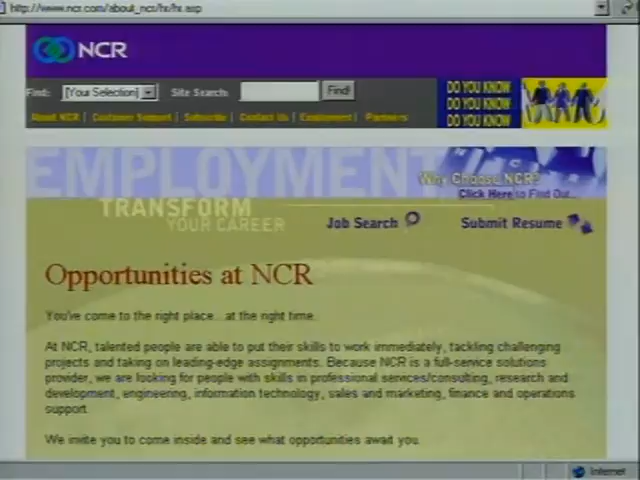 http://www.ncr.com/about_ncr/hr/hr.asp
NCR
Find: [Your Selection] Site Search: Find!
DO YOU KNOW
DO YOU KNOW
DO YOU KNOW
About NCR | Customer Support | Subscribe | Contact Us | Employment | Partners
EMPLOYMENT
Why Choose NCR?
Click Here to Find Out...
TRANSFORM
YOUR CAREER
Job Search
Submit Resume
Opportunities at NCR
You've come to the right place...at the right time.
At NCR, talented people are able to put their skills to work immediately, tackling challenging
projects and taking on leading-edge assignments. Because NCR is a full-service solutions
provider, we are looking for people with skills in professional services/consulting, research and
development, engineering, information technology, sales and marketing, finance and operations
support.
We invite you to come inside and see what opportunities await you.
Internet